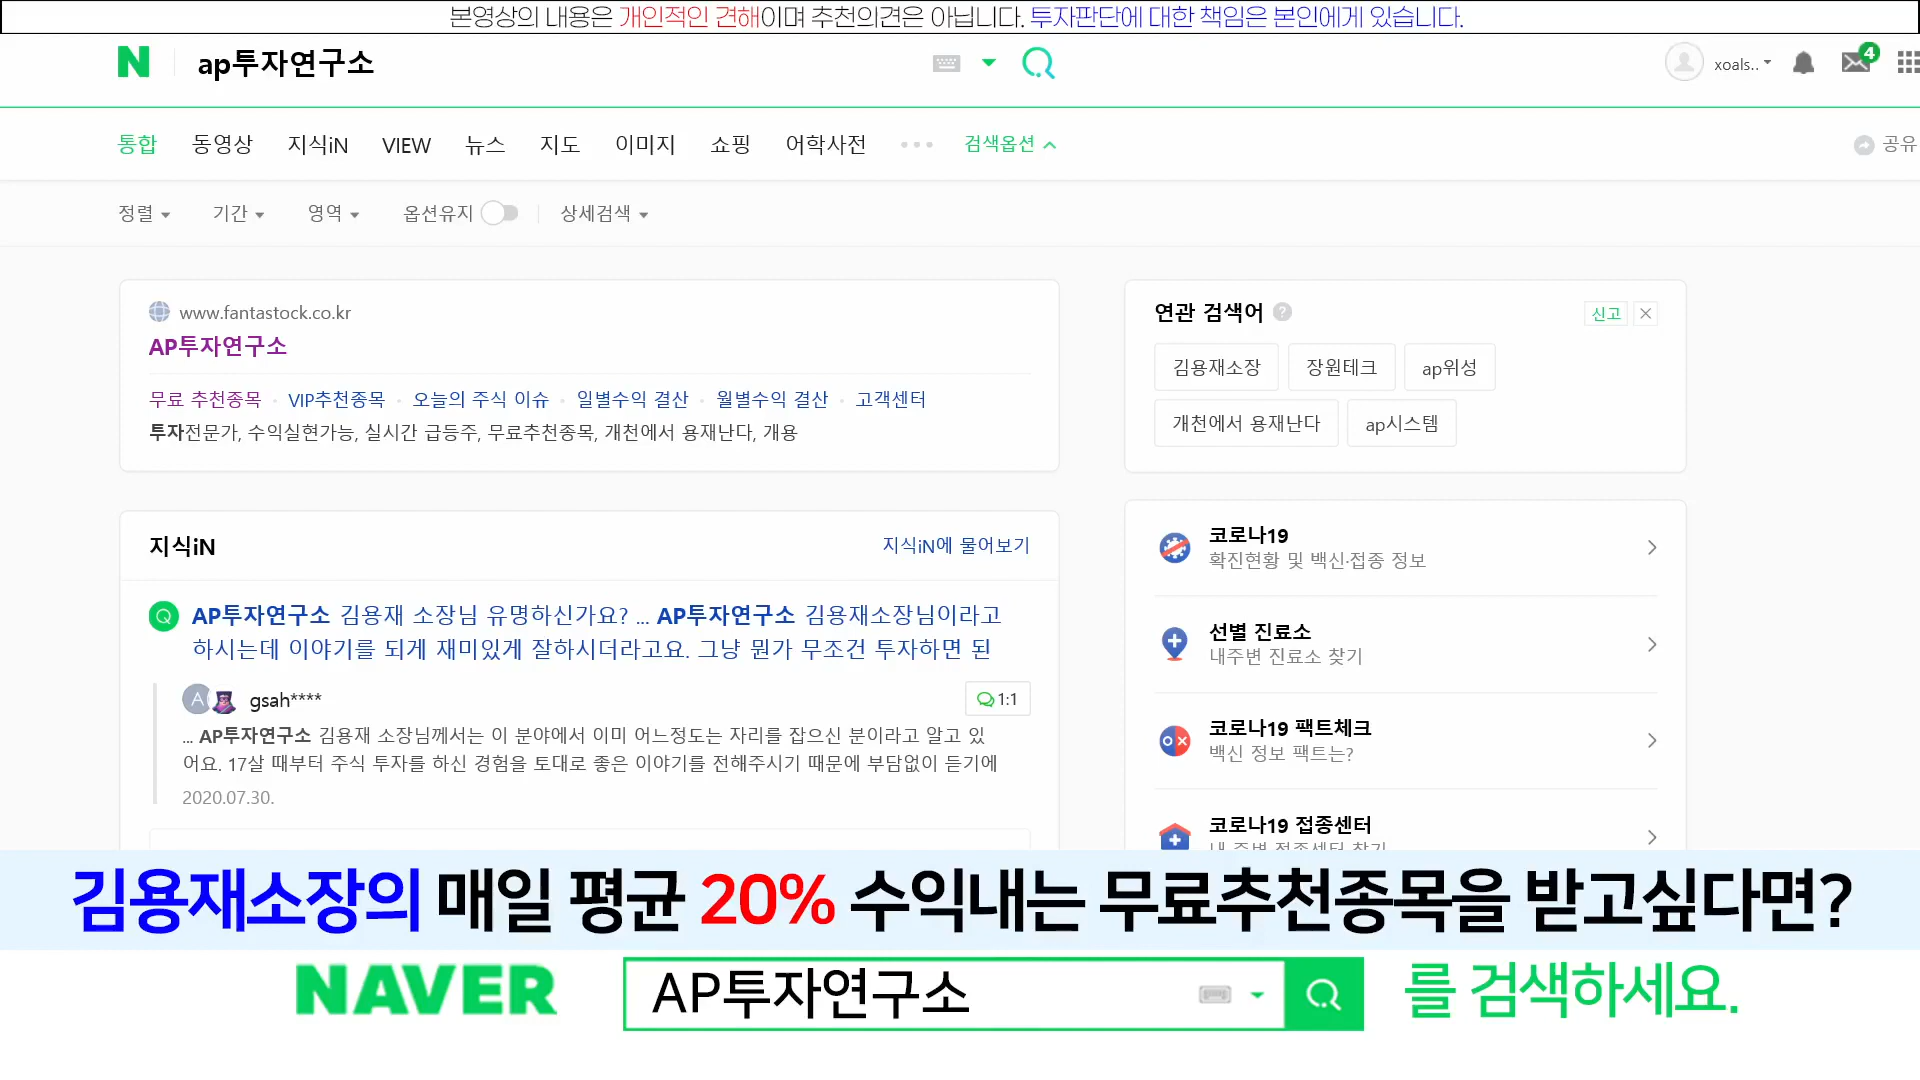 본영상의 내용은 개인적인 견해이며 추천의견은 아닙니다. 투자판단에 대한 책임은 본인에게 있습니다.
N ap투자연구소
xoals.. 4
통합 동영상 지식iN VIEW 뉴스 지도 이미지 쇼핑 어학사전 검색옵션 공유
정렬 기간 영역 옵션유지 상세검색
www.fantastock.co.kr
AP투자연구소
무료 추천종목 · VIP추천종목 · 오늘의 주식 이슈 · 일별수익 결산 · 월별수익 결산 · 고객센터
투자전문가, 수익실현가능, 실시간 급등주, 무료추천종목, 개천에서 용재난다, 개용
연관 검색어 ? 신고
김용재소장 장원테크 ap위성
개천에서 용재난다 ap시스템
지식iN 지식iN에 물어보기
Q AP투자연구소 김용재 소장님 유명하신가요? ... AP투자연구소 김용재소장님이라고
하시는데 이야기를 되게 재미있게 잘하시더라고요. 그냥 뭔가 무조건 투자하면 된
A gsah**** 1:1
... AP투자연구소 김용재 소장님께서는 이 분야에서 이미 어느정도는 자리를 잡으신 분이라고 알고 있
어요. 17살 때부터 주식 투자를 하신 경험을 토대로 좋은 이야기를 전해주시기 때문에 부담없이 듣기에
2020.07.30.
코로나19
확진현황 및 백신·접종 정보
선별 진료소
내주변 진료소 찾기
코로나19 팩트체크
백신 정보 팩트는?
코로나19 접종센터
내 주변 접종센터 찾기
김용재소장의 매일 평균 20% 수익내는 무료추천종목을 받고싶다면?
NAVER AP투자연구소 를 검색하세요.